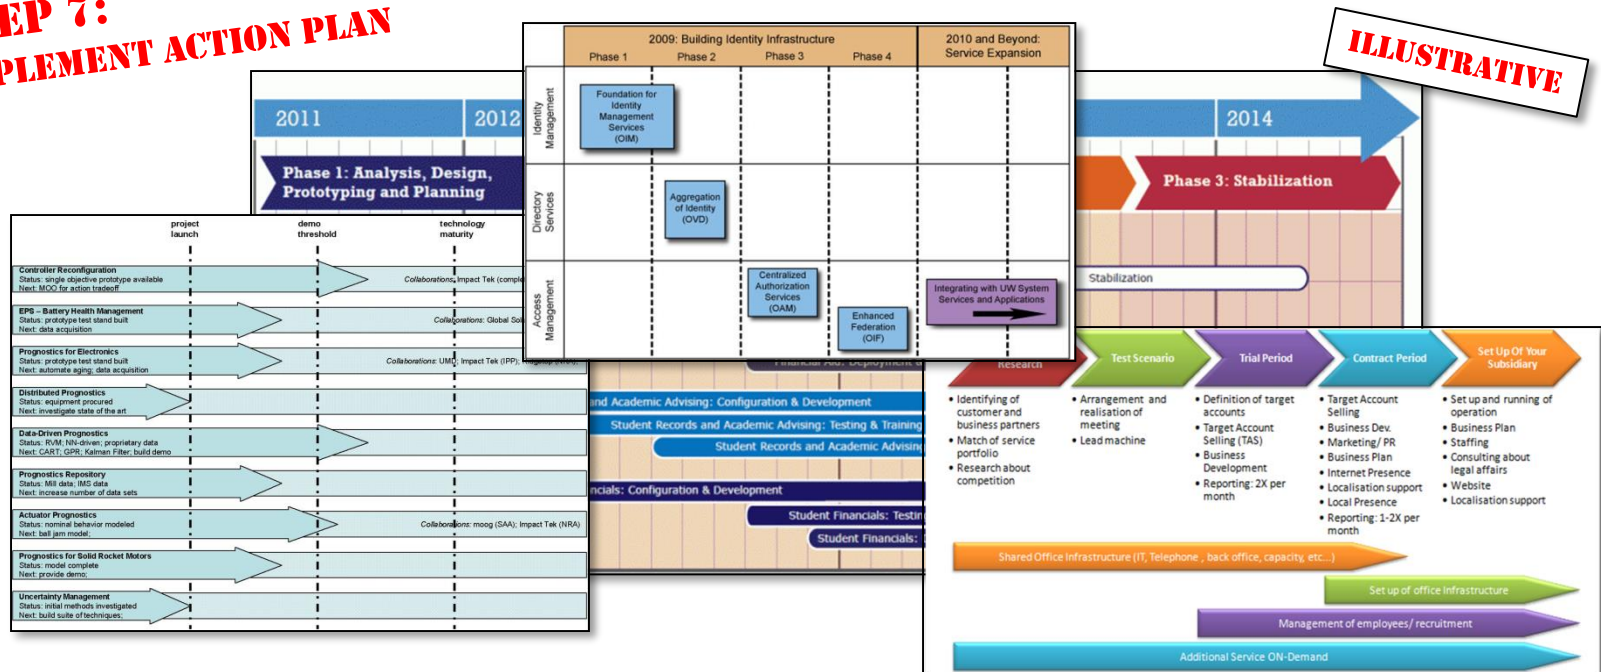 EP 7:
PLEMENT ACTION PLAN
ILLUSTRATIVE
2011
2012
2014
Phase 1: Analysis, Design,
Prototyping and Planning
Phase 3: Stabilization
Stabilization
2009: Building Identity Infrastructure
2010 and Beyond:
Service Expansion
Phase 1
Phase 2
Phase 3
Phase 4
Identity
Management
Foundation for
Identity
Management
Services
(OIM)
Directory
Services
Aggregation
of Identity
(OVD)
Access
Management
Centralized
Authorization
Services
(OAM)
Enhanced
Federation
(OIF)
Integrating with UW System
Services and Applications
project
launch
demo
threshold
technology
maturity
Controller Reconfiguration
Status: single objective prototype available
Next: MOO for action tradeoff
Collaborations: Impact Tek (comple
EPS – Battery Health Management
Status: prototype test stand built
Next: data acquisition
Collaborations: Global Sol
Prognostics for Electronics
Status: prototype test stand built
Next: automate aging; data acquisition
Collaborations: UMD; Impact Tek (IPP);
Distributed Prognostics
Status: equipment procured
Next: investigate state of the art
Data-Driven Prognostics
Status: RVM; NN-driven; proprietary data
Next: CART; GPR; Kalman Filter; build demo
Prognostics Repository
Status: Mill data; IMS data
Next: increase number of data sets
Actuator Prognostics
Status: nominal behavior modeled
Next: ball jam model;
Collaborations: moog (SAA); Impact Tek (NRA)
Prognostics for Solid Rocket Motors
Status: model complete
Next: provide demo;
Uncertainty Management
Status: initial methods investigated
Next: build suite of techniques;
Financial Aid: Deployment
and Academic Advising: Configuration & Development
Student Records and Academic Advising: Testing & Training
Student Records and Academic Advising
ncials: Configuration & Development
Student Financials: Testin
Student Financials:
Research
Test Scenario
Trial Period
Contract Period
Set Up Of Your
Subsidiary
• Identifying of
customer and
business partners
• Match of service
portfolio
• Research about
competition
• Arrangement and
realisation of
meeting
• Lead machine
• Definition of target
accounts
• Target Account
Selling (TAS)
• Business
Development
• Reporting: 2X per
month
• Target Account
Selling
• Business Dev.
• Marketing/ PR
• Business Plan
• Internet Presence
• Localisation support
• Local Presence
• Reporting: 1-2X per
month
• Set up and running of
operation
• Business Plan
• Staffing
• Consulting about
legal affairs
• Website
• Localisation support
Shared Office Infrastructure (IT, Telephone , back office, capacity, etc...)
Set up of office Infrastructure
Management of employees/ recruitment
Additional Service ON-Demand